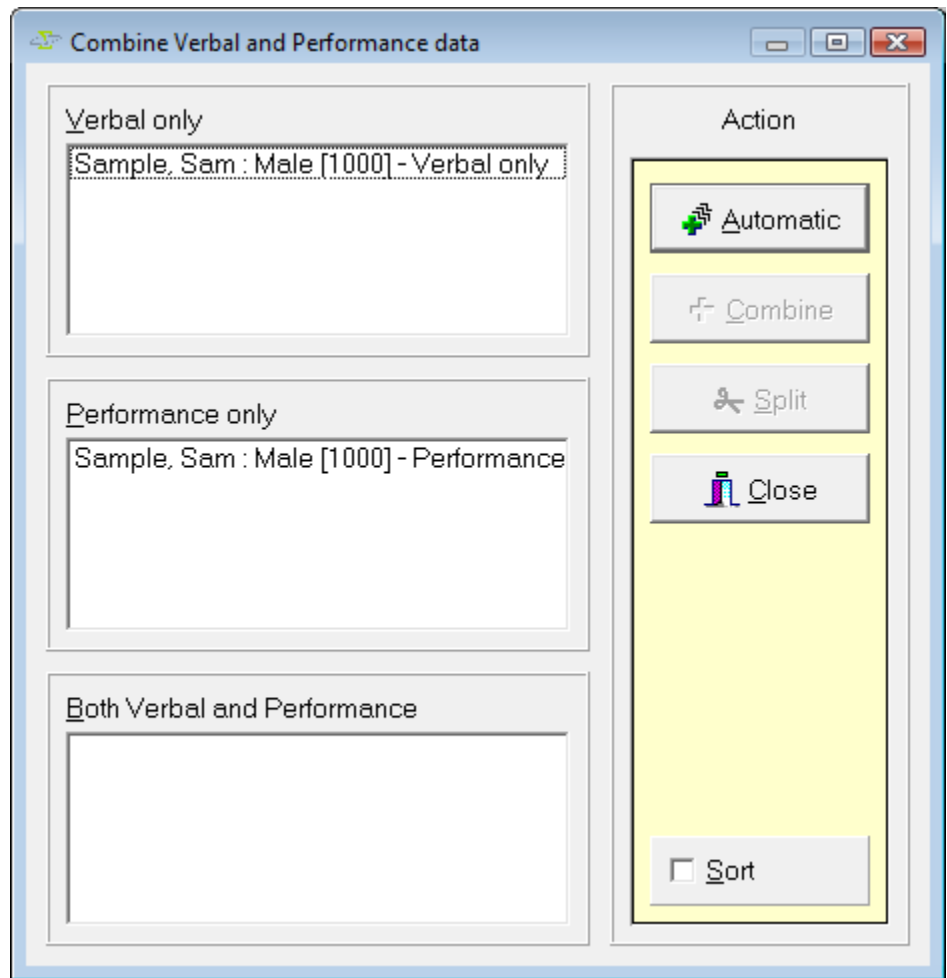 Combine Verbal and Performance data
Verbal only
Sample, Sam : Male [1000] - Verbal only
Performance only
Sample, Sam : Male [1000] - Performance
Both Verbal and Performance
Action
Automatic
Combine
Split
Close
Sort